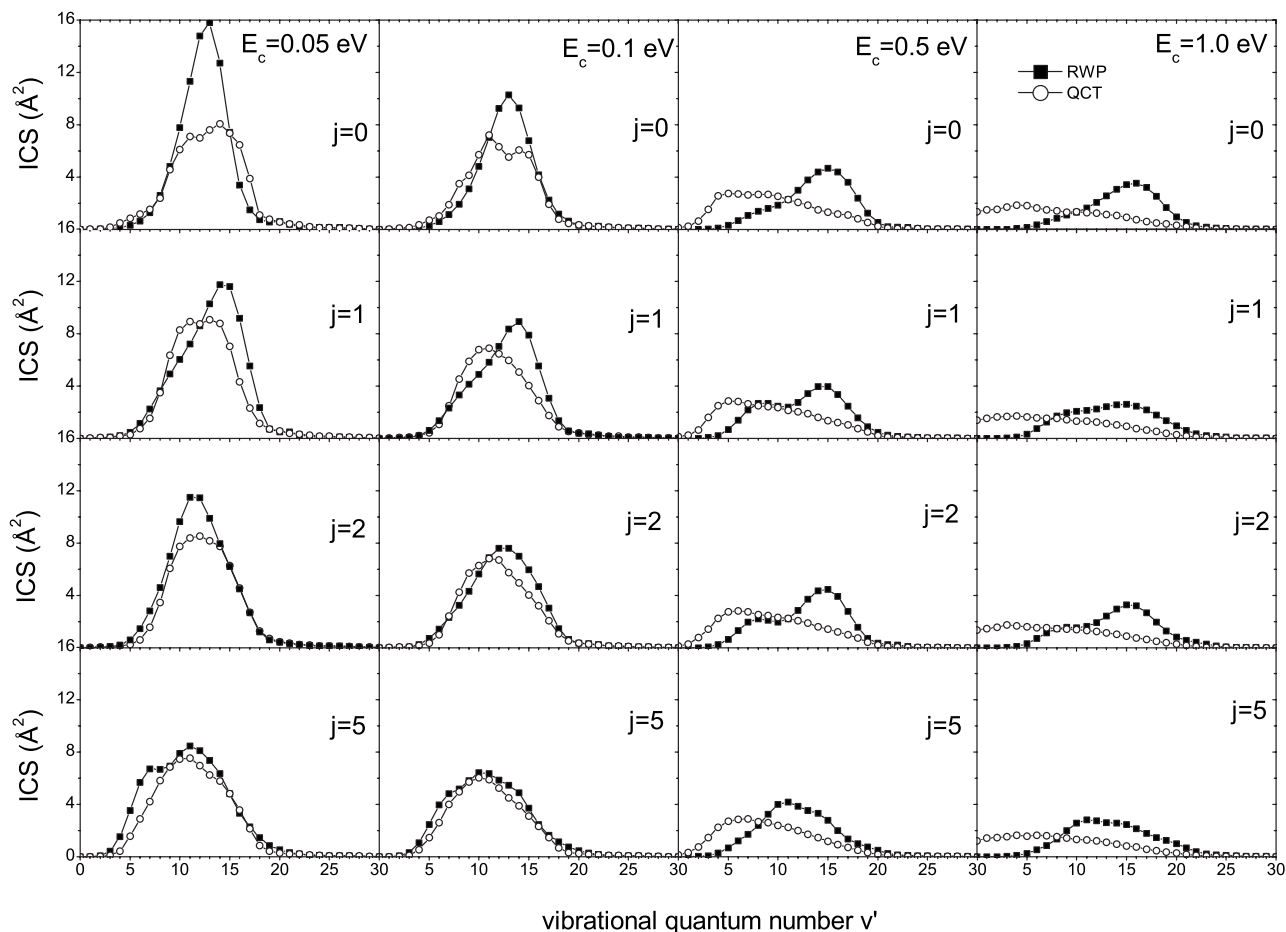 16 E_c=0.05 eV E_c=0.1 eV E_c=0.5 eV E_c=1.0 eV
RWP
QCT
12
ICS (Å²)
8
j=0 j=0 j=0 j=0
4
16
12
ICS (Å²)
j=1 j=1 j=1 j=1
8
4
16
12
ICS (Å²)
j=2 j=2 j=2 j=2
8
4
16
12
ICS (Å²)
j=5 j=5 j=5 j=5
8
4
0
0 5 10 15 20 25 30 5 10 15 20 25 30 5 10 15 20 25 30 5 10 15 20 25 30
vibrational quantum number v'